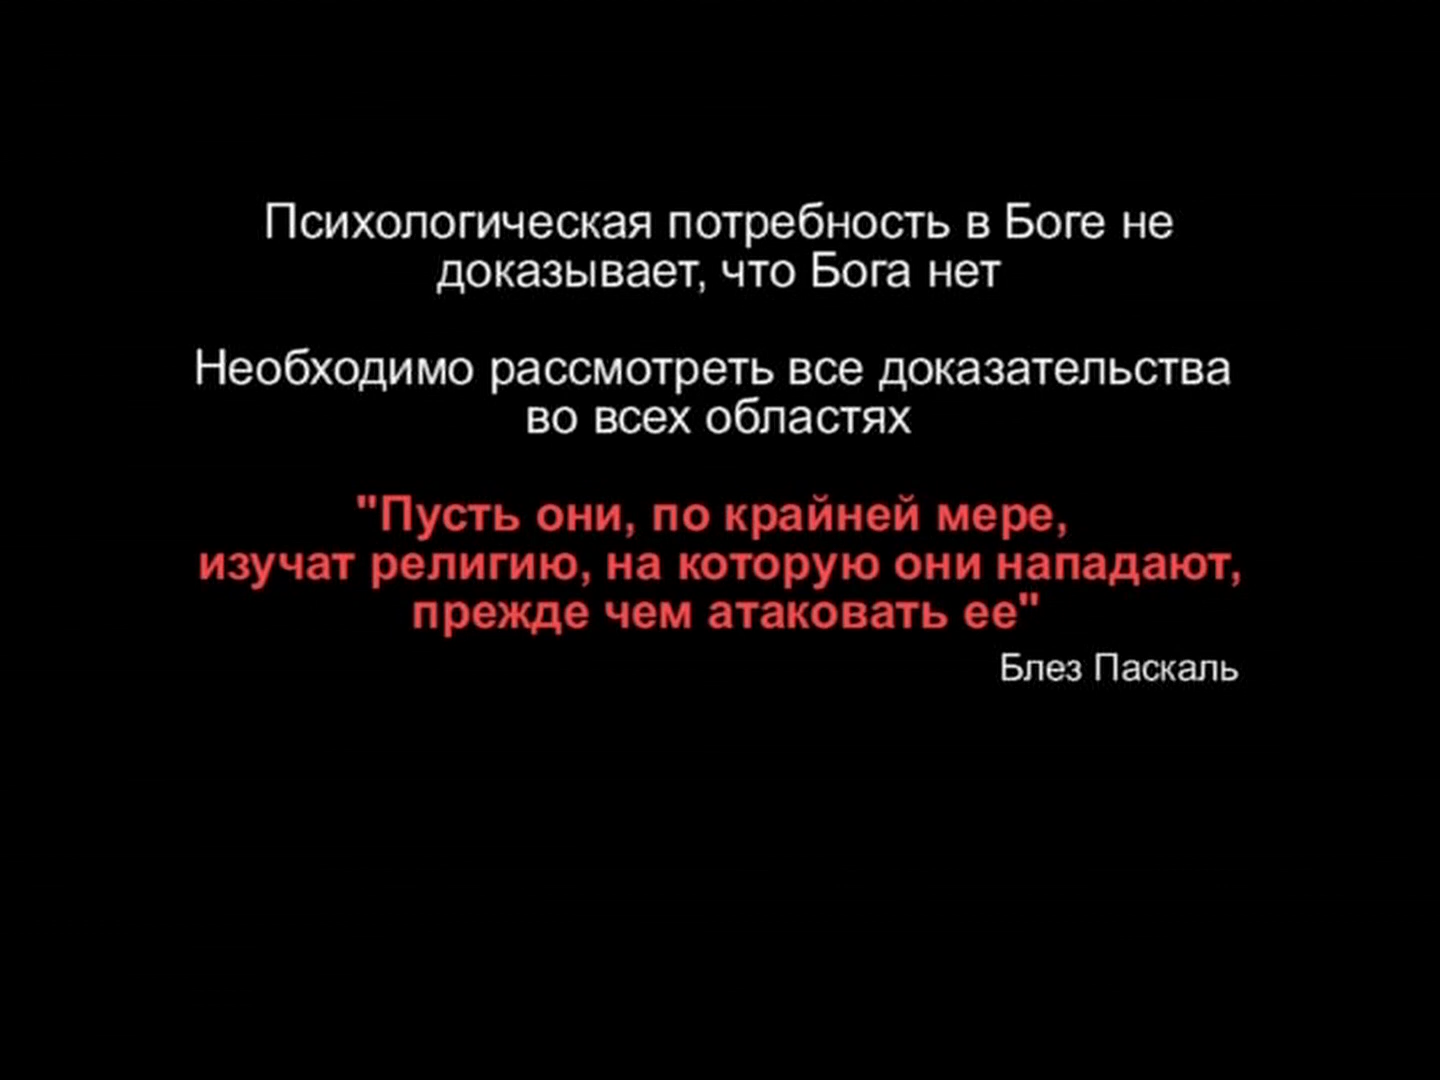 Психологическая потребность в Боге не
доказывает, что Бога нет
Необходимо рассмотреть все доказательства
во всех областях
"Пусть они, по крайней мере,
изучат религию, на которую они нападают,
прежде чем атаковать ее"
Блез Паскаль